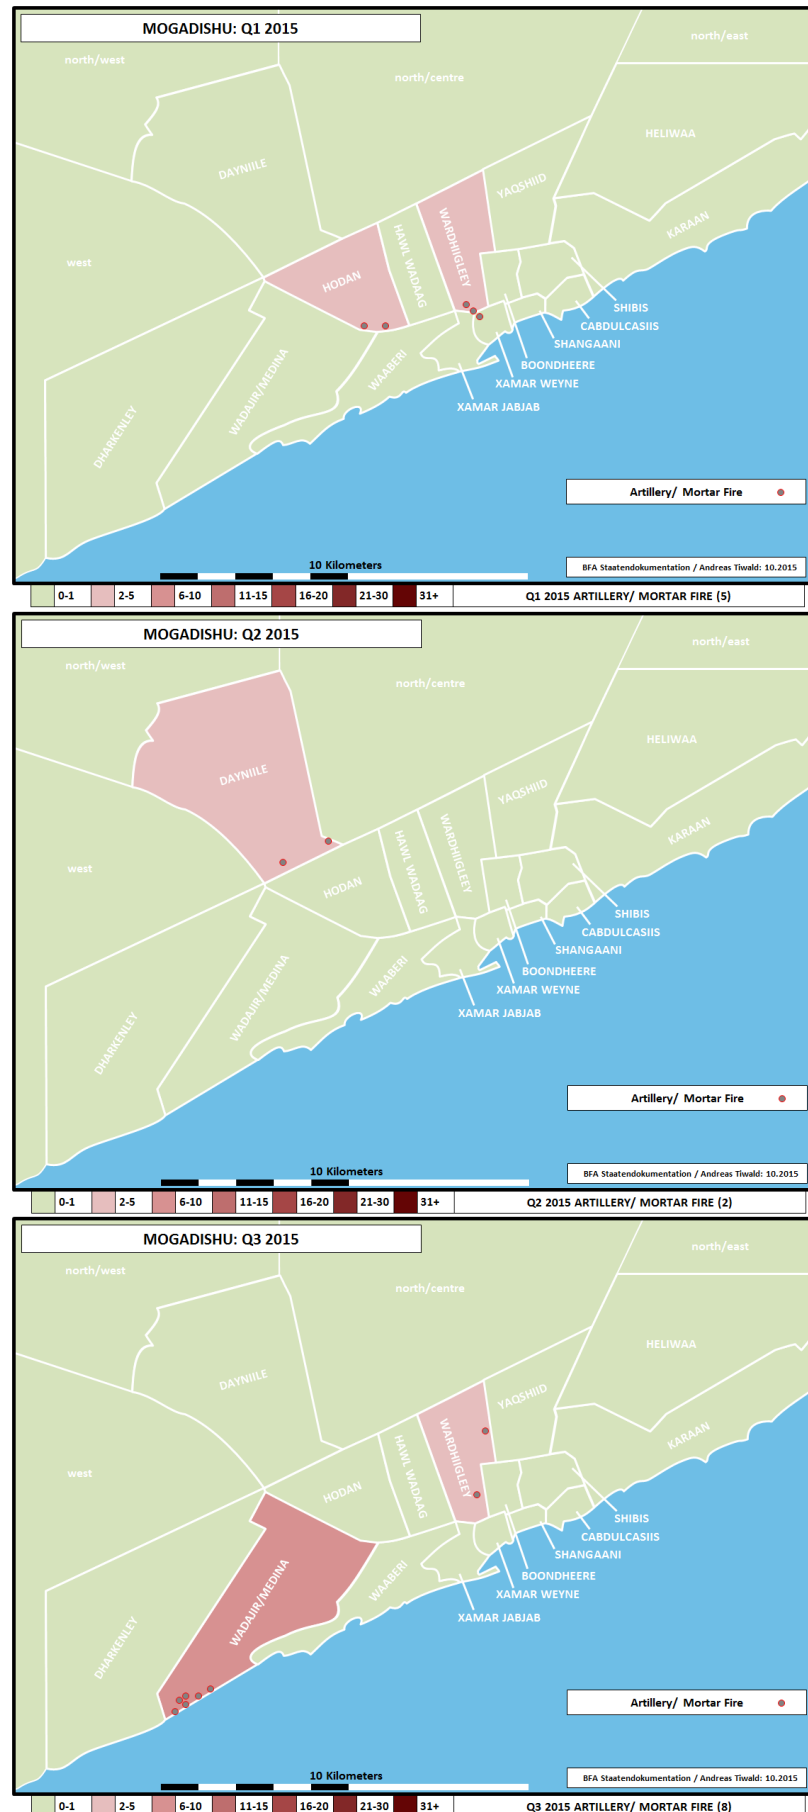 MOGADISHU: Q1 2015
north/east
north/west
north/centre
HELIWAA
DAYNIILE
YAQSHIID
KARAAN
WARDHIIGLEEY
HAWL WADAAG
west
HODAN
SHIBIS
CABDULCASIIS
SHANGAANI
WAABERI
BOONDHEERE
WADAJIR/MEDINA
XAMAR WEYNE
XAMAR JABJAB
DHARKENLEY
Artillery/ Mortar Fire
10 Kilometers
BFA Staatendokumentation / Andreas Tiwald: 10.2015
0-1 2-5 6-10 11-15 16-20 21-30 31+ Q1 2015 ARTILLERY/ MORTAR FIRE (5)
MOGADISHU: Q2 2015
north/east
north/west
north/centre
HELIWAA
DAYNIILE
YAQSHIID
KARAAN
WARDHIIGLEEY
HAWL WADAAG
west
HODAN
SHIBIS
CABDULCASIIS
SHANGAANI
WAABERI
BOONDHEERE
WADAJIR/MEDINA
XAMAR WEYNE
XAMAR JABJAB
DHARKENLEY
Artillery/ Mortar Fire
10 Kilometers
BFA Staatendokumentation / Andreas Tiwald: 10.2015
0-1 2-5 6-10 11-15 16-20 21-30 31+ Q2 2015 ARTILLERY/ MORTAR FIRE (2)
MOGADISHU: Q3 2015
north/east
north/west
north/centre
HELIWAA
DAYNIILE
YAQSHIID
KARAAN
WARDHIIGLEEY
HAWL WADAAG
west
HODAN
SHIBIS
CABDULCASIIS
SHANGAANI
WAABERI
BOONDHEERE
WADAJIR/MEDINA
XAMAR WEYNE
XAMAR JABJAB
DHARKENLEY
Artillery/ Mortar Fire
10 Kilometers
BFA Staatendokumentation / Andreas Tiwald: 10.2015
0-1 2-5 6-10 11-15 16-20 21-30 31+ Q3 2015 ARTILLERY/ MORTAR FIRE (8)